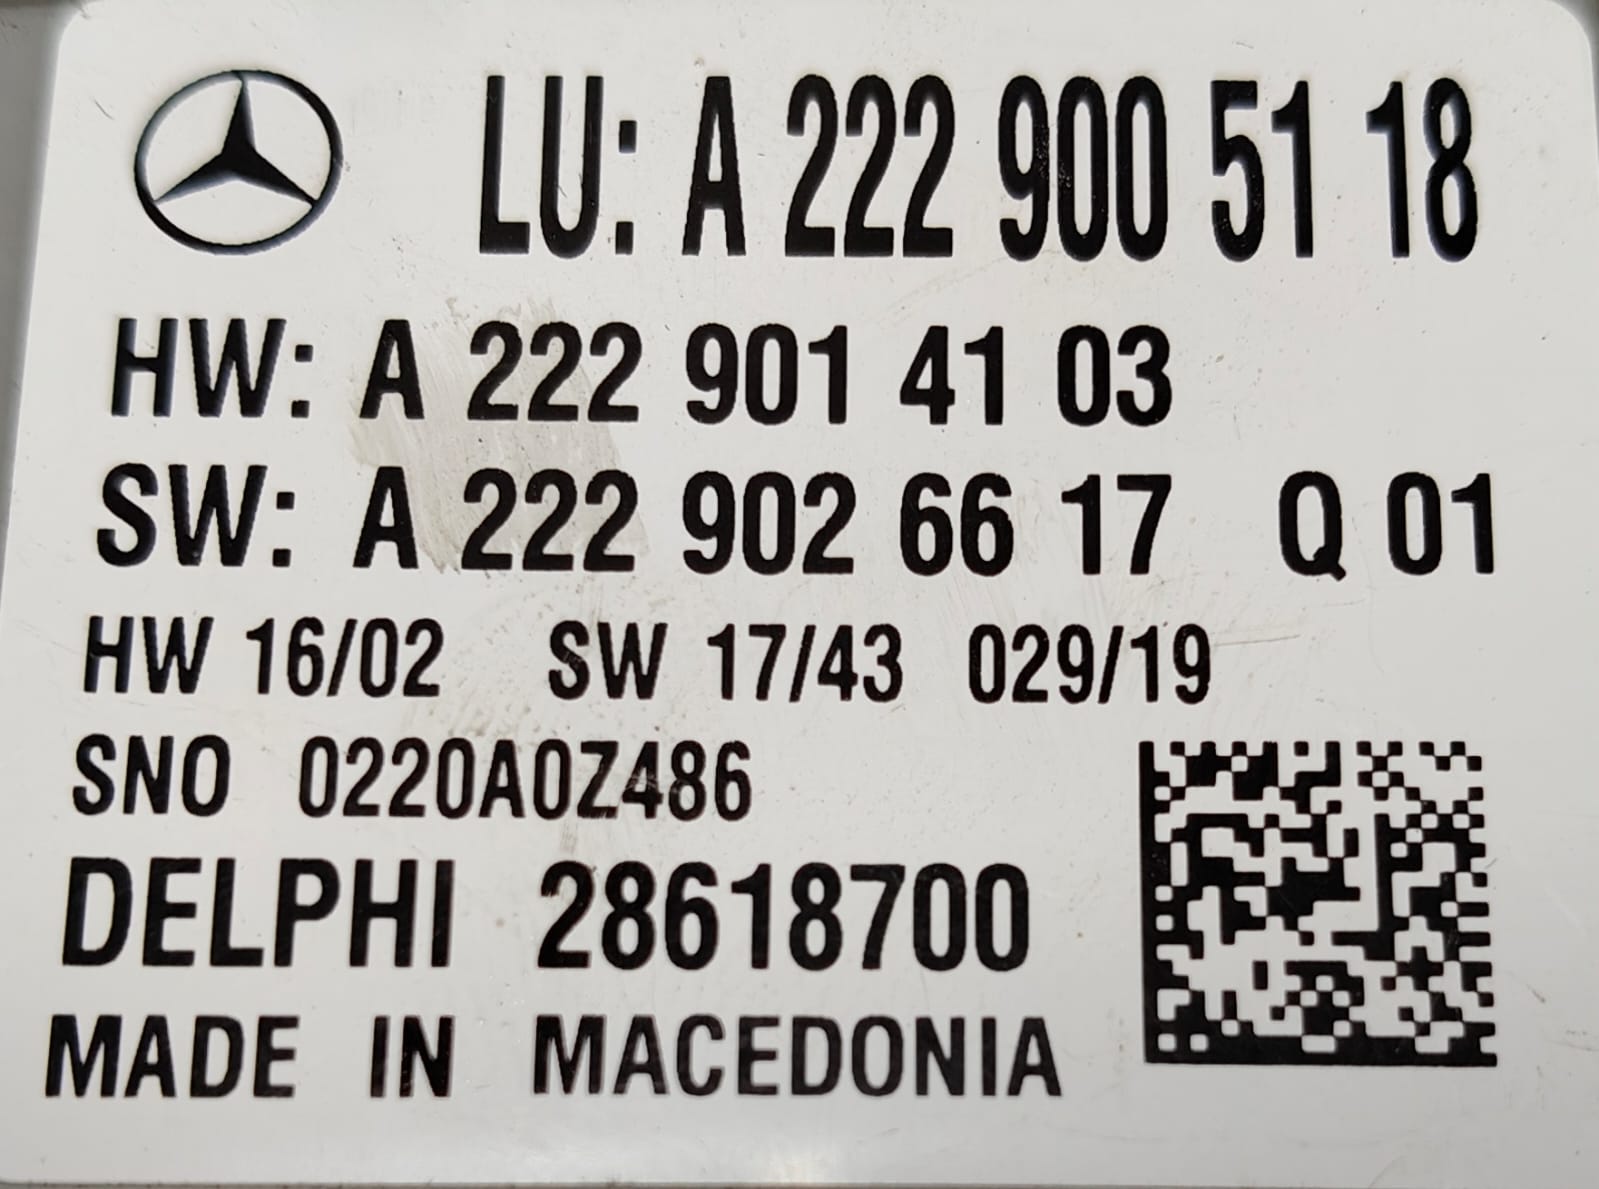 LU: A 222 900 51 18
HW: A 222 901 41 03
SW: A 222 902 66 17 Q 01
HW 16/02 SW 17/43 029/19
SNO 0220A0Z486
DELPHI 28618700
MADE IN MACEDONIA